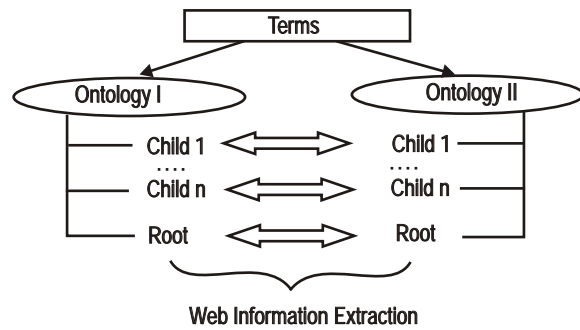 Terms
Ontology I
Ontology II
Child 1
Child 1
....
....
Child n
Child n
Root
Root
Web Information Extraction